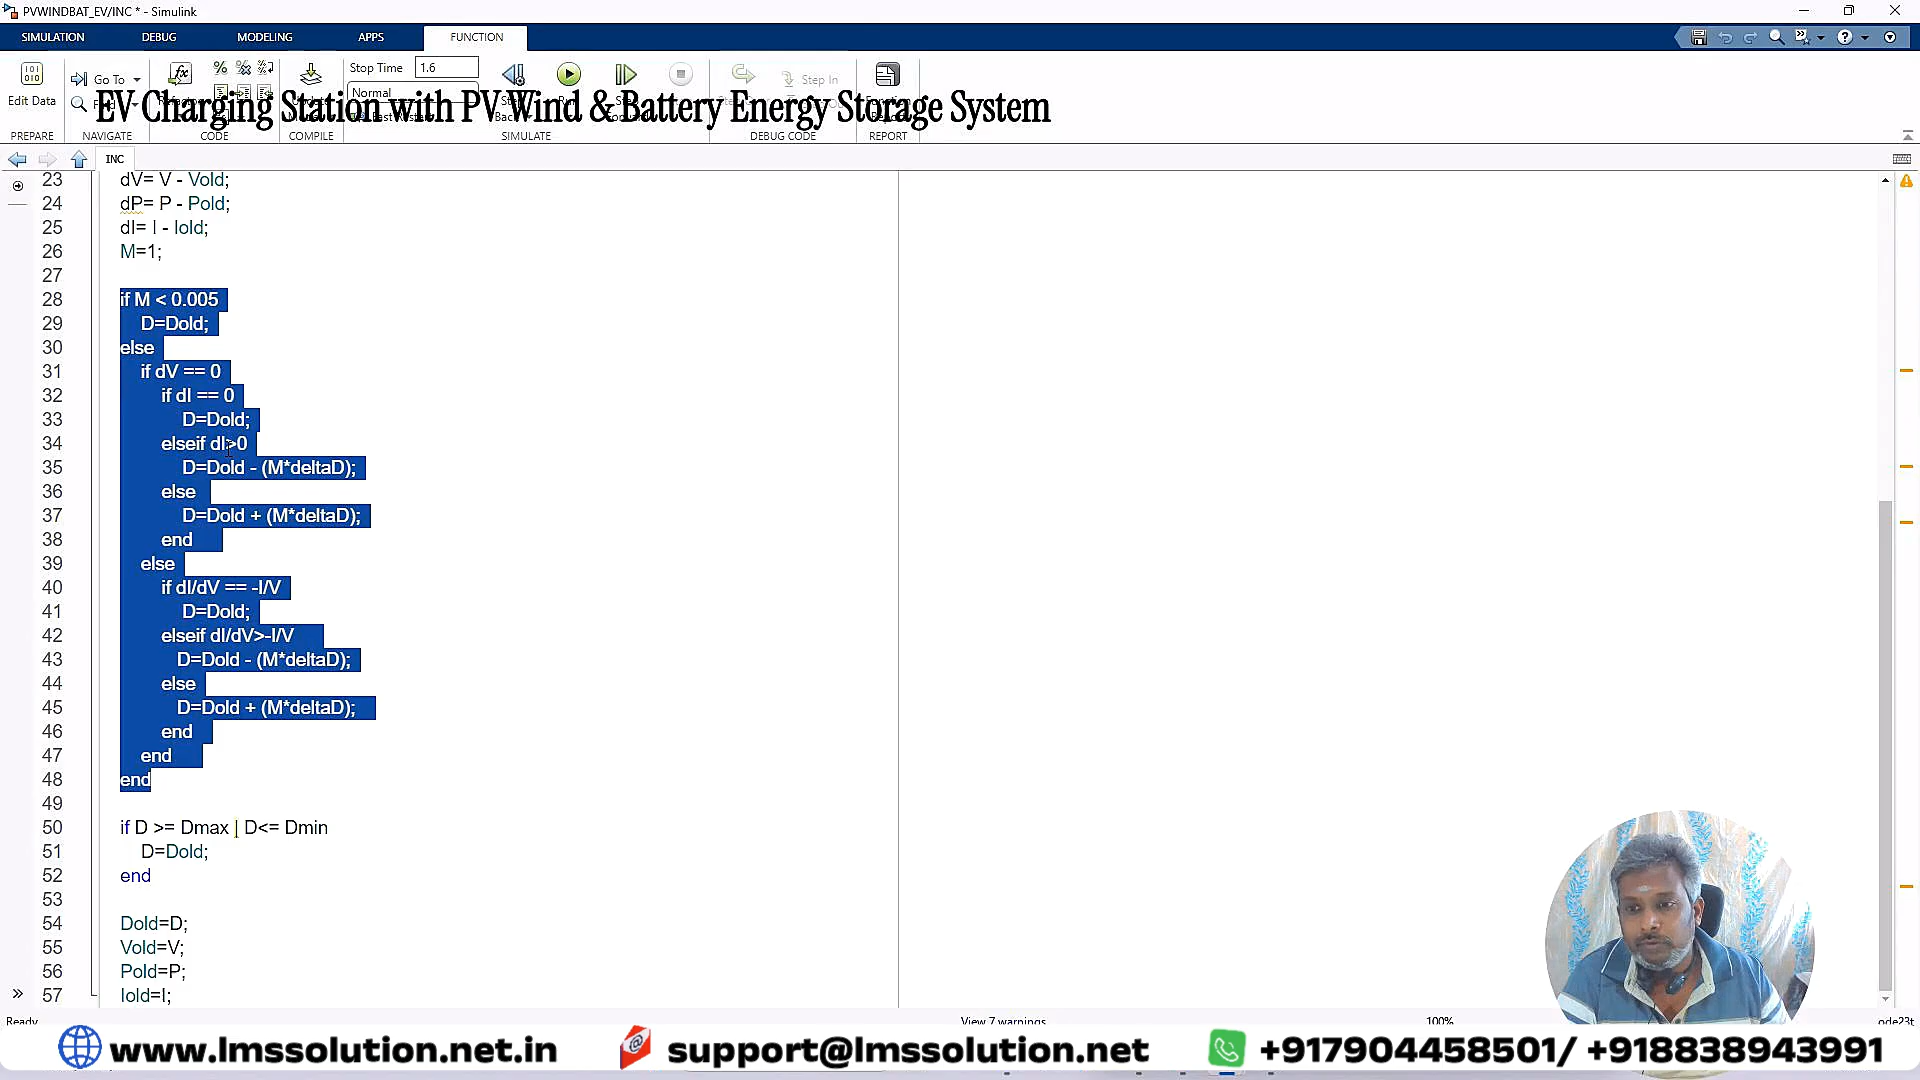 PVWINDBAT_EV/INC * - Simulink
SIMULATION DEBUG MODELING APPS FUNCTION
Edit Data
Go To
Stop Time 1.6
Normal
Step In
EV Charging Station with PV Wind & Battery Energy Storage System
PREPARE NAVIGATE CODE COMPILE SIMULATE DEBUG CODE REPORT
INC
23 dV= V - Vold;
24 dP= P - Pold;
25 dI= I - Iold;
26 M=1;
27
28 if M < 0.005
29 D=Dold;
30 else
31 if dV == 0
32 if dI == 0
33 D=Dold;
34 elseif dI>0
35 D=Dold - (M*deltaD);
36 else
37 D=Dold + (M*deltaD);
38 end
39 else
40 if dI/dV == -I/V
41 D=Dold;
42 elseif dI/dV>-I/V
43 D=Dold - (M*deltaD);
44 else
45 D=Dold + (M*deltaD);
46 end
47 end
48 end
49
50 if D >= Dmax | D<= Dmin
51 D=Dold;
52 end
53
54 Dold=D;
55 Vold=V;
56 Pold=P;
57 Iold=I;
Ready View 7 warnings 100% ode23t
www.lmssolution.net.in support@lmssolution.net +917904458501/ +918838943991